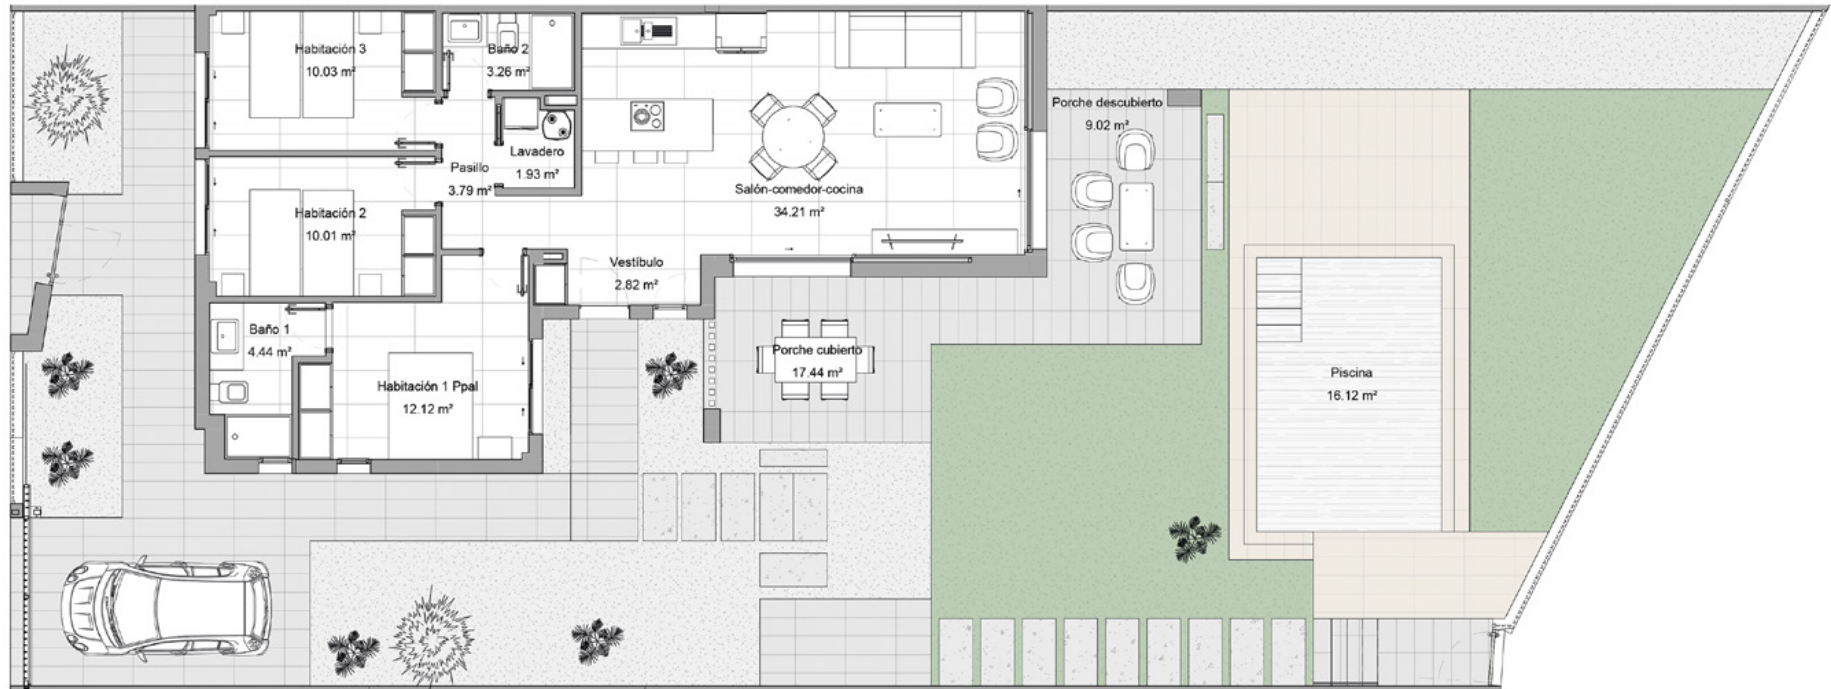 Habitación 3
10.03 m²
Baño 2
3.26 m²
Porche descubierto
9.02 m²
Lavadero
1.93 m²
Pasillo
3.79 m²
Salón-comedor-cocina
34.21 m²
Habitación 2
10.01 m²
Vestíbulo
2.82 m²
Baño 1
4.44 m²
Porche cubierto
17.44 m²
Habitación 1 Ppal
12.12 m²
Piscina
16.12 m²